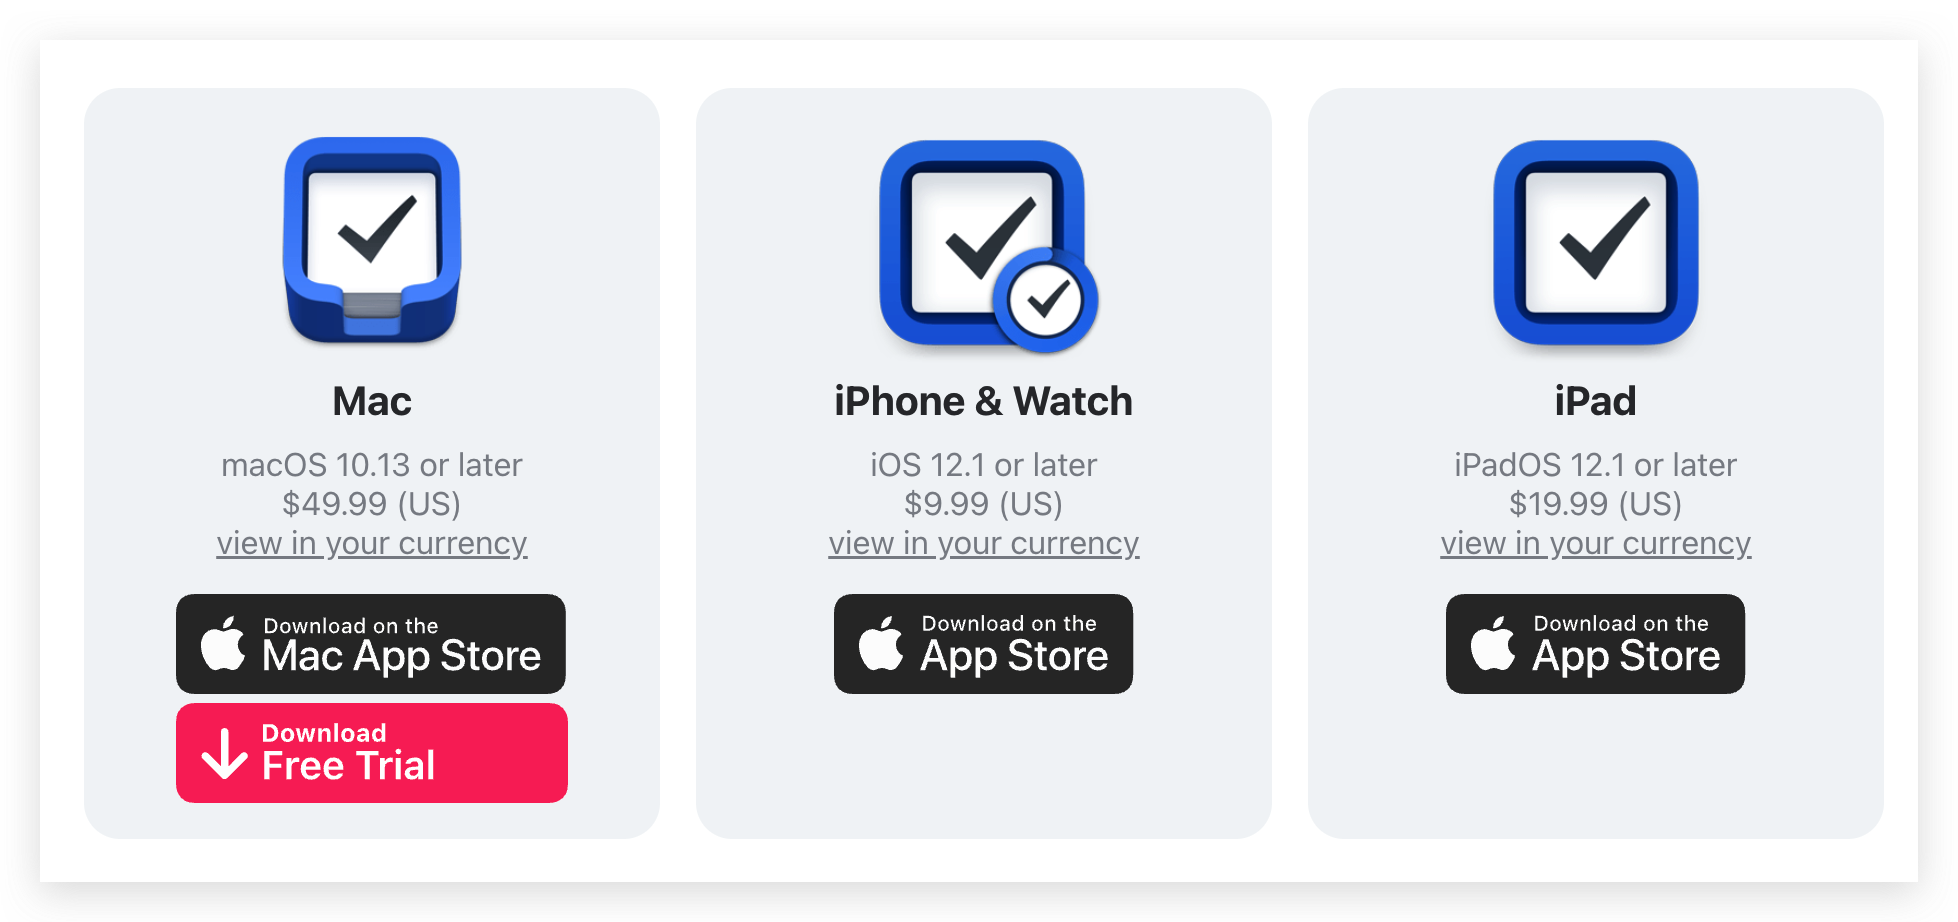 Mac
macOS 10.13 or later
$49.99 (US)
view in your currency
Download on the
Mac App Store
Download
Free Trial
iPhone & Watch
iOS 12.1 or later
$9.99 (US)
view in your currency
Download on the
App Store
iPad
iPadOS 12.1 or later
$19.99 (US)
view in your currency
Download on the
App Store